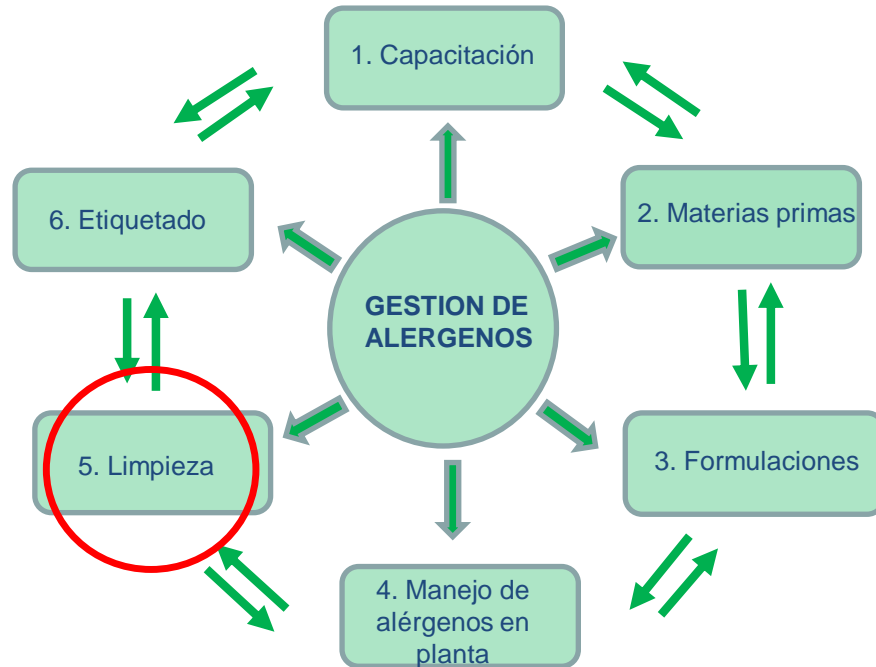 1. Capacitación
6. Etiquetado
2. Materias primas
GESTION DE
ALERGENOS
5. Limpieza
3. Formulaciones
4. Manejo de
alérgenos en
planta